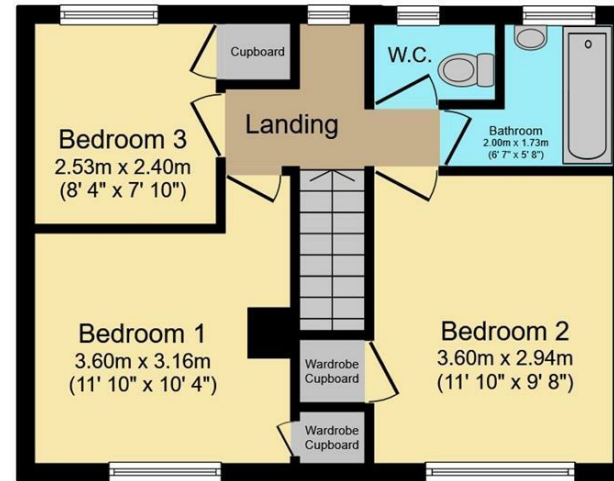 Cupboard
W.C.
Bedroom 3
2.53m x 2.40m
(8' 4" x 7' 10")
Landing
Bathroom
2.00m x 1.73m
(6' 7" x 5' 8")
Bedroom 1
3.60m x 3.16m
(11' 10" x 10' 4")
Bedroom 2
3.60m x 2.94m
(11' 10" x 9' 8")
Wardrobe
Cupboard
Wardrobe
Cupboard